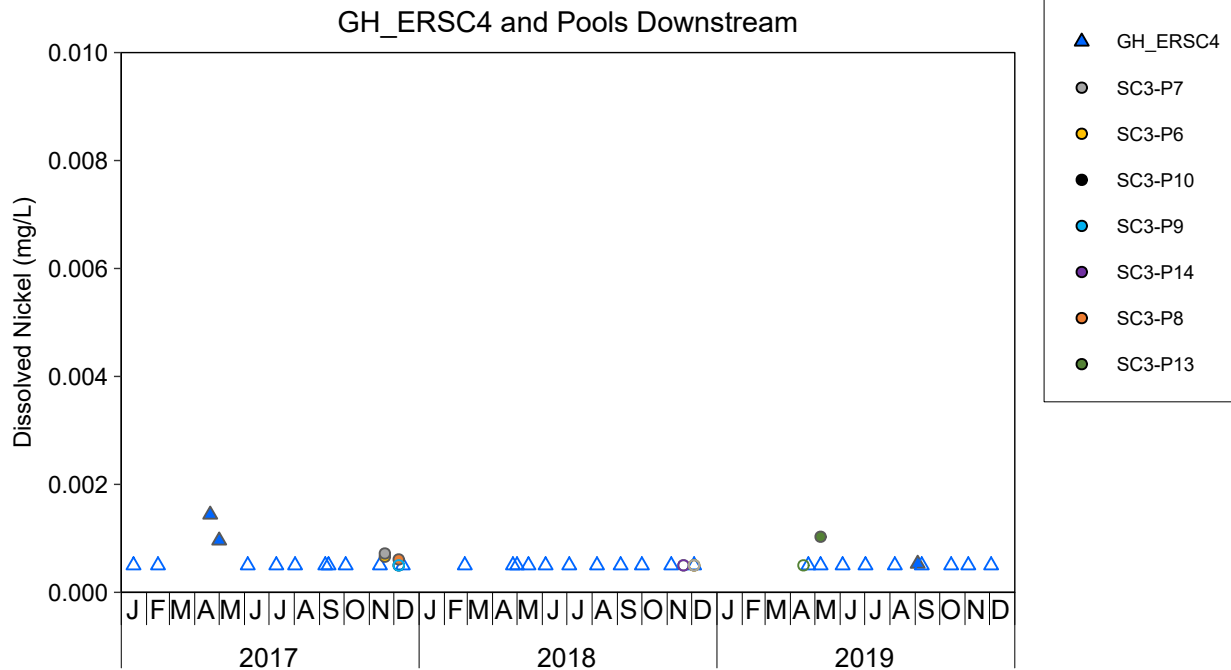 GH_ERSC4 and Pools Downstream
Dissolved Nickel (mg/L)
0.010
0.008
0.006
0.004
0.002
0.000
J F M A M J J A S O N D J F M A M J J A S O N D J F M A M J J A S O N D
2017 2018 2019
GH_ERSC4
SC3-P7
SC3-P6
SC3-P10
SC3-P9
SC3-P14
SC3-P8
SC3-P13